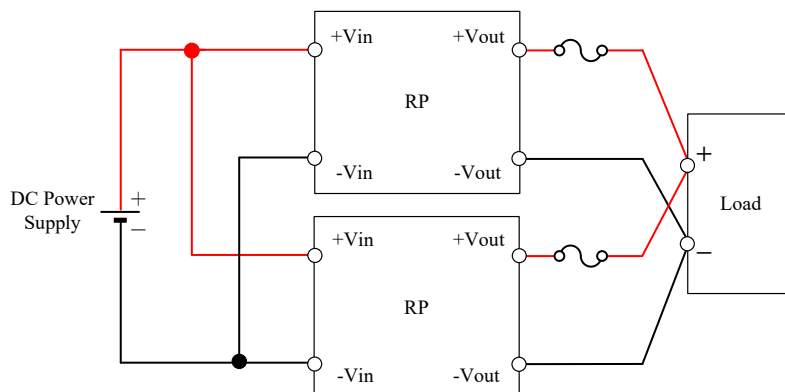 +Vin
+Vout
RP
-Vin
-Vout
DC Power
Supply
+
−
+
−
Load
+Vin
+Vout
RP
-Vin
-Vout